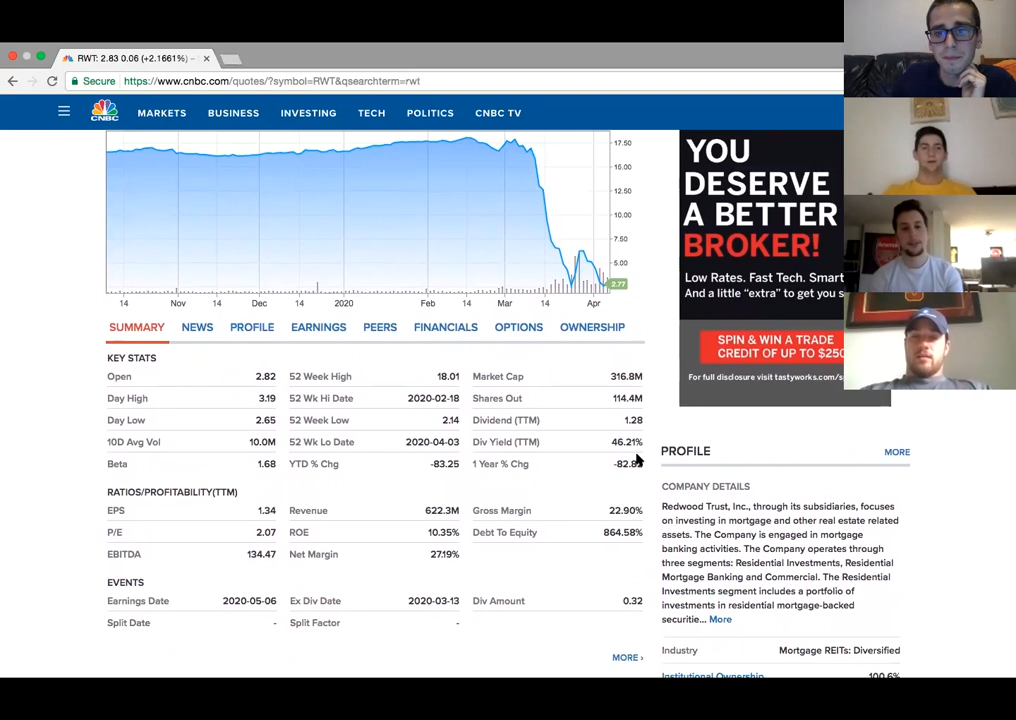 RWT: 2.83 0.06 (+2.1661%) –
Secure https://www.cnbc.com/quotes/?symbol=RWT&qsearchterm=rwt
CNBC MARKETS BUSINESS INVESTING TECH POLITICS CNBC TV
17.50
15.00
12.50
10.00
7.50
5.00
2.77
14 Nov 14 Dec 14 2020 Feb 14 Mar 14 Apr
SUMMARY NEWS PROFILE EARNINGS PEERS FINANCIALS OPTIONS OWNERSHIP
KEY STATS
Open 2.82 52 Week High 18.01 Market Cap 316.8M
Day High 3.19 52 Wk Hi Date 2020-02-18 Shares Out 114.4M
Day Low 2.65 52 Week Low 2.14 Dividend (TTM) 1.28
10D Avg Vol 10.0M 52 Wk Lo Date 2020-04-03 Div Yield (TTM) 46.21%
Beta 1.68 YTD % Chg -83.25 1 Year % Chg
RATIOS/PROFITABILITY(TTM)
EPS 1.34 Revenue 622.3M Gross Margin 22.90%
P/E 2.07 ROE 10.35% Debt To Equity 864.58%
EBITDA 134.47 Net Margin 27.19%
EVENTS
Earnings Date 2020-05-06 Ex Div Date 2020-03-13 Div Amount 0.32
Split Date - Split Factor -
MORE ›
YOU
DESERVE
A BETTER
BROKER!
Low Rates. Fast Tech. Smart
And a little "extra" to get you s
SPIN & WIN A TRADE
CREDIT OF UP TO $250
For full disclosure visit tastyworks.com/s
PROFILE MORE
COMPANY DETAILS
Redwood Trust, Inc., through its subsidiaries, focuses
on investing in mortgage and other real estate related
assets. The Company is engaged in mortgage
banking activities. The Company operates through
three segments: Residential Investments, Residential
Mortgage Banking and Commercial. The Residential
Investments segment includes a portfolio of
investments in residential mortgage-backed
securitie... More
Industry Mortgage REITs: Diversified
Institutional Ownership 100.6%